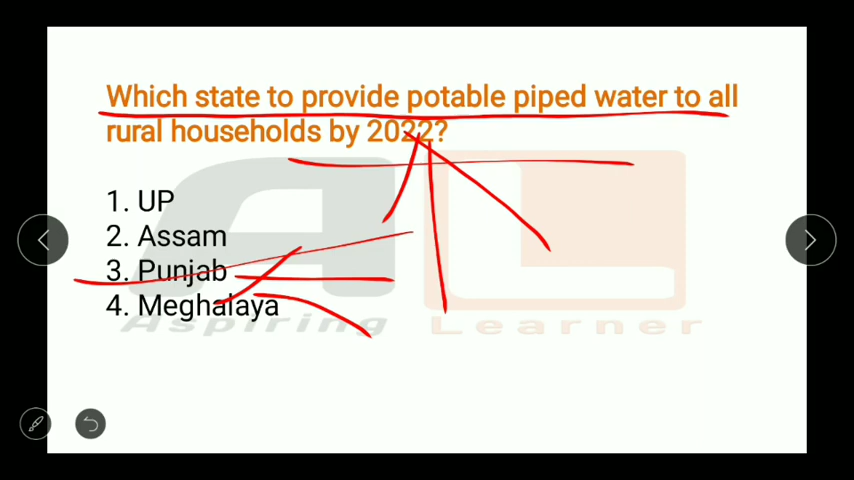 Which state to provide potable piped water to all
rural households by 2022?
1. UP
2. Assam
3. Punjab
4. Meghalaya
AL
Aspiring Learner